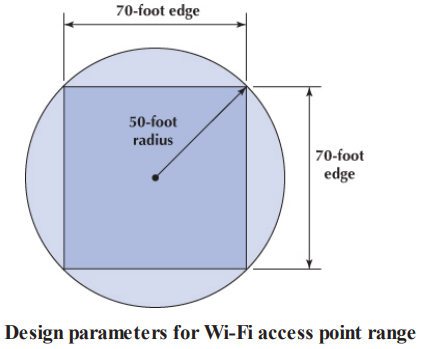 70-foot edge
50-foot
radius
70-foot
edge
Design parameters for Wi-Fi access point range